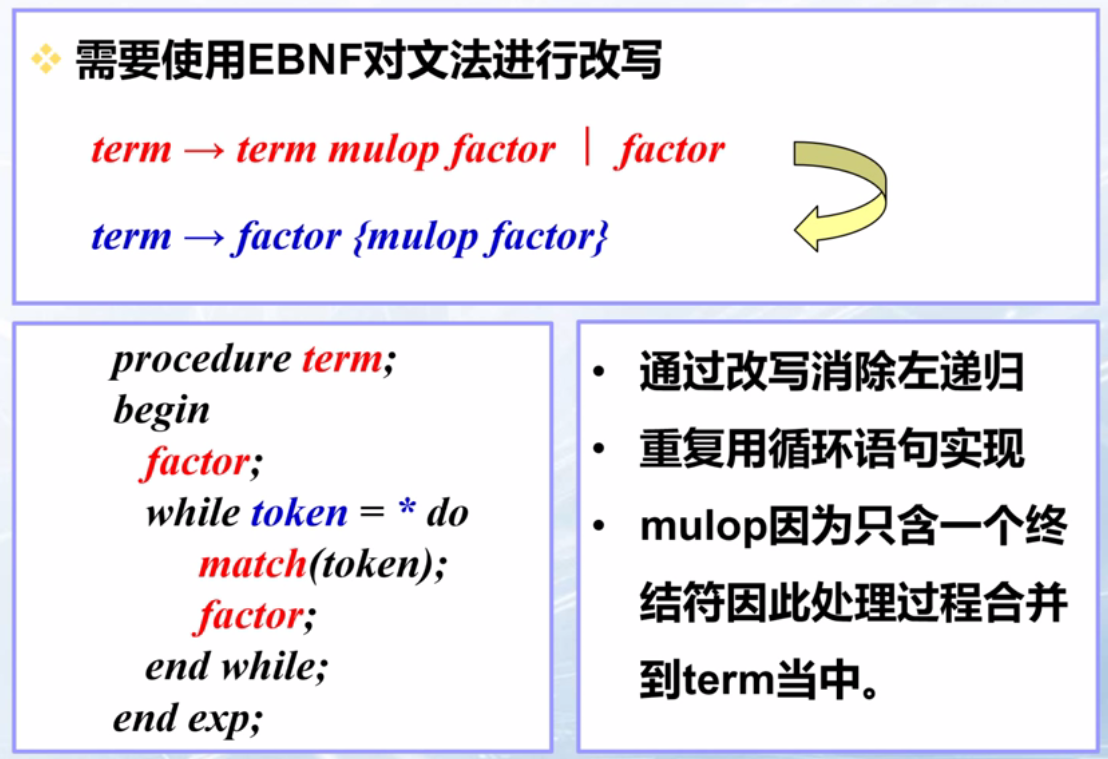 需要使用EBNF对文法进行改写
term → term mulop factor | factor
term → factor {mulop factor}
procedure term;
begin
factor;
while token = * do
match(token);
factor;
end while;
end exp;
• 通过改写消除左递归
• 重复用循环语句实现
• mulop因为只含一个终
结符因此处理过程合并
到term当中。